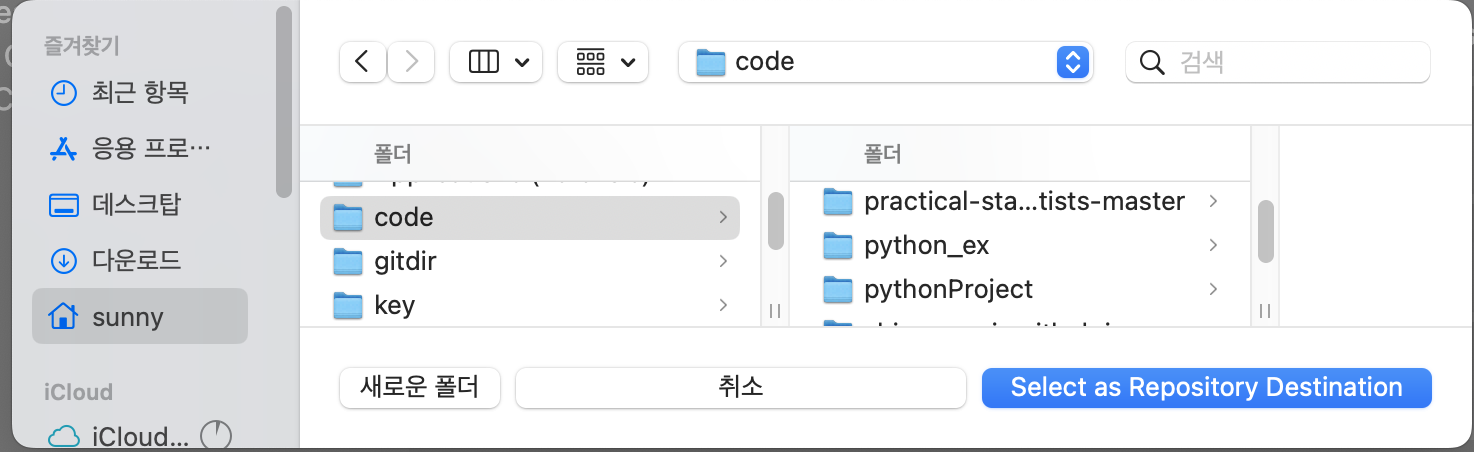 즐겨찾기
최근 항목
응용 프로…
데스크탑
다운로드
sunny
iCloud
iCloud...
code
검색
폴더
code
gitdir
key
폴더
practical-sta...tists-master
python_ex
pythonProject
새로운 폴더
취소
Select as Repository Destination